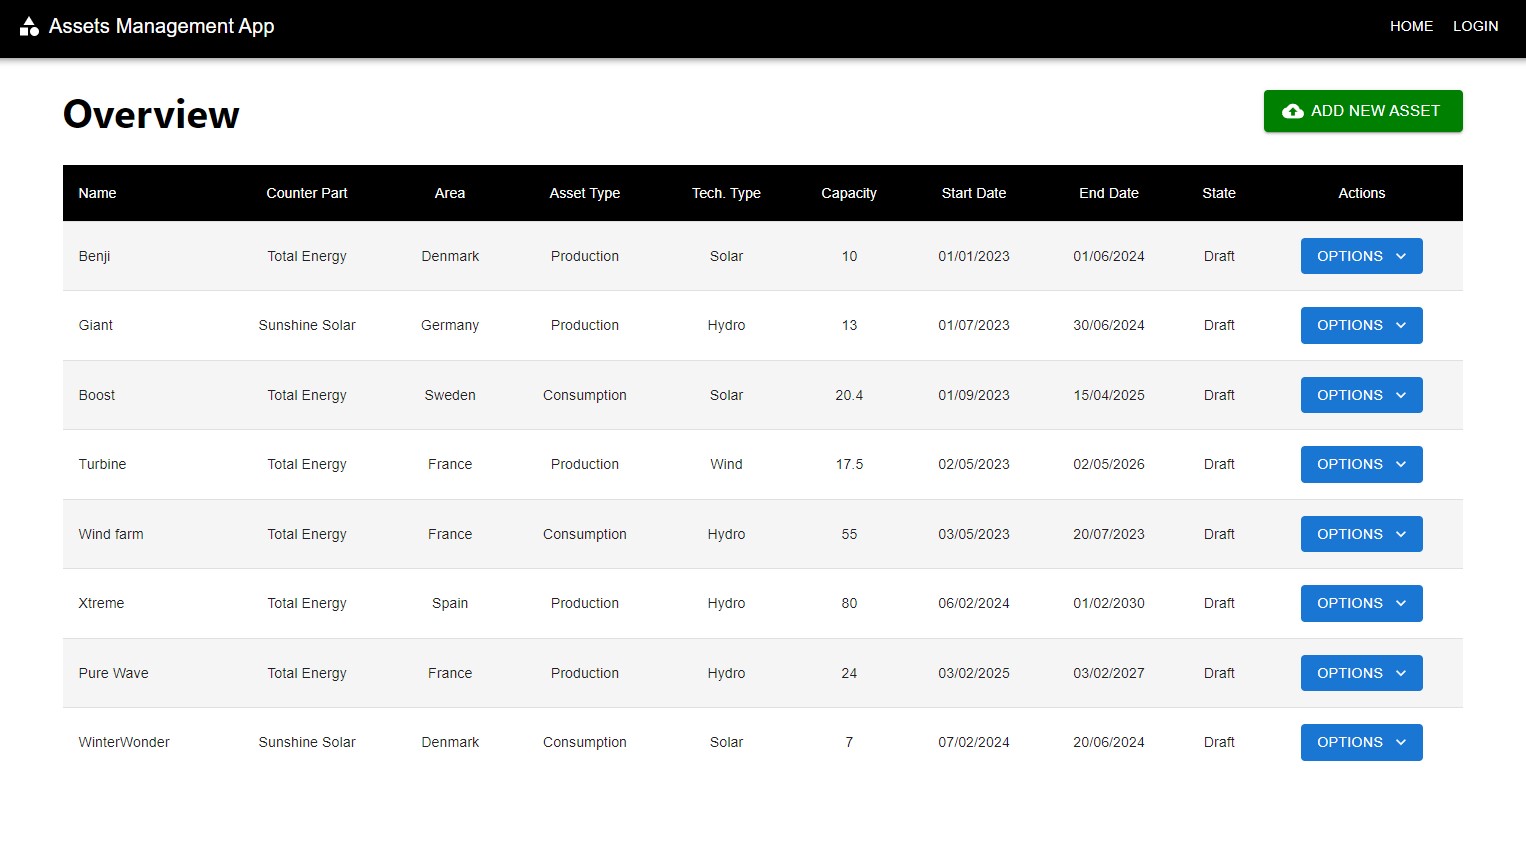 Assets Management App HOME LOGIN
Overview ADD NEW ASSET
Name Counter Part Area Asset Type Tech. Type Capacity Start Date End Date State Actions
Benji Total Energy Denmark Production Solar 10 01/01/2023 01/06/2024 Draft OPTIONS
Giant Sunshine Solar Germany Production Hydro 13 01/07/2023 30/06/2024 Draft OPTIONS
Boost Total Energy Sweden Consumption Solar 20.4 01/09/2023 15/04/2025 Draft OPTIONS
Turbine Total Energy France Production Wind 17.5 02/05/2023 02/05/2026 Draft OPTIONS
Wind farm Total Energy France Consumption Hydro 55 03/05/2023 20/07/2023 Draft OPTIONS
Xtreme Total Energy Spain Production Hydro 80 06/02/2024 01/02/2030 Draft OPTIONS
Pure Wave Total Energy France Production Hydro 24 03/02/2025 03/02/2027 Draft OPTIONS
WinterWonder Sunshine Solar Denmark Consumption Solar 7 07/02/2024 20/06/2024 Draft OPTIONS